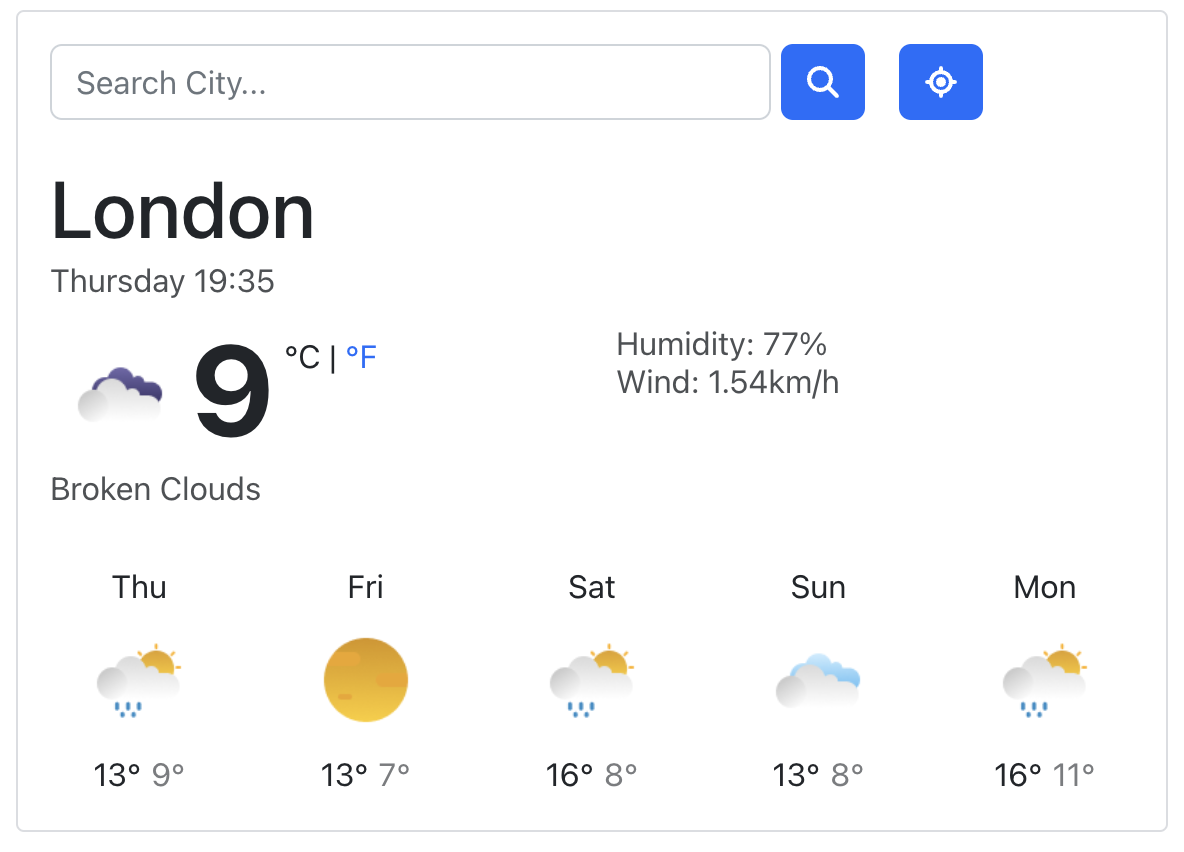 Search City...
London
Thursday 19:35
9 °C | °F
Humidity: 77%
Wind: 1.54km/h
Broken Clouds
Thu Fri Sat Sun Mon
13° 9° 13° 7° 16° 8° 13° 8° 16° 11°